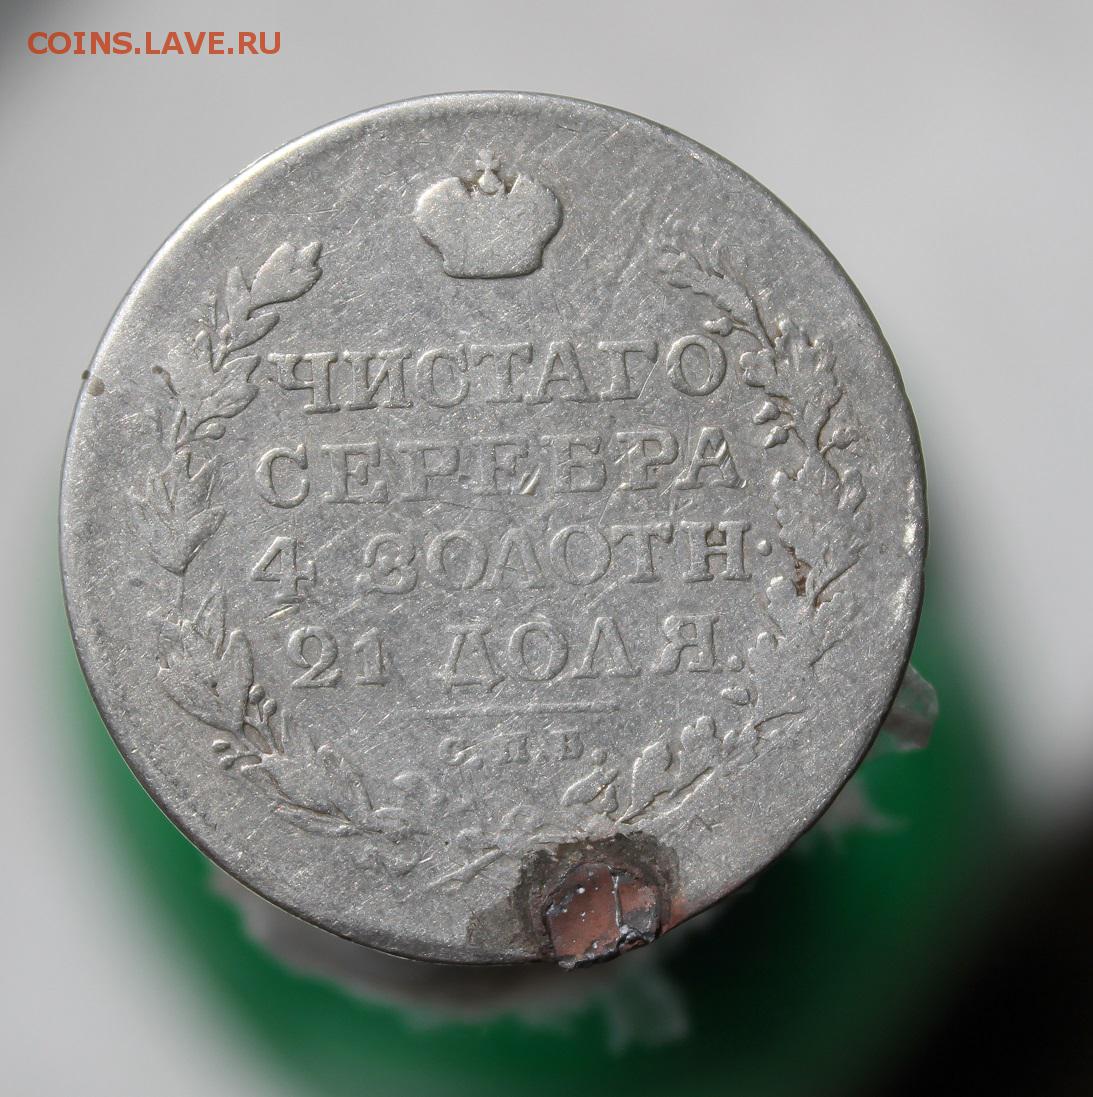 COINS.LAVE.RU
ЧИСТАГО
СЕРЕБРА
4 ЗОЛОТН.
21 ДОЛЯ.
С.П.Б.